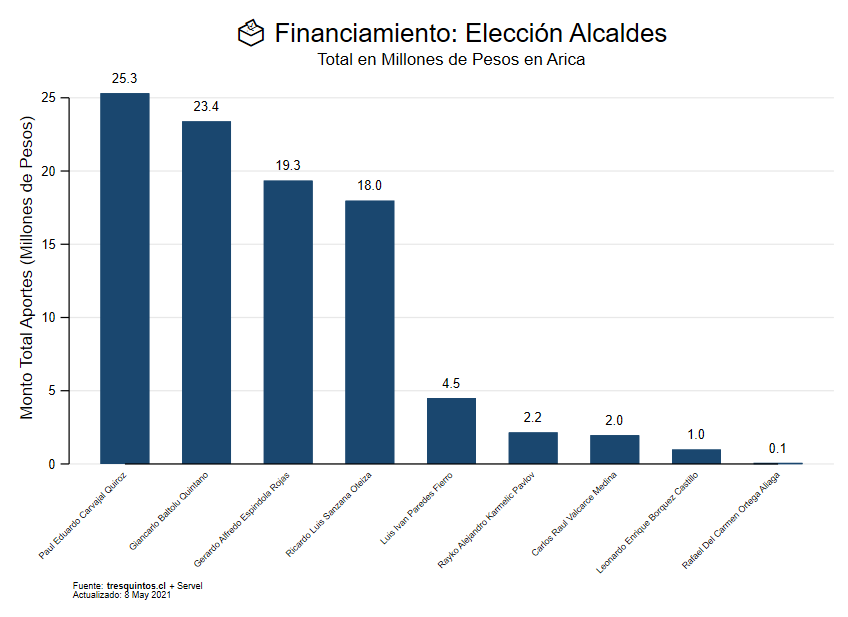 Financiamiento: Elección Alcaldes
Total en Millones de Pesos en Arica
Monto Total Aportes (Millones de Pesos)
25
20
15
10
5
0
25.3
23.4
19.3
18.0
4.5
2.2
2.0
1.0
0.1
Paul Eduardo Carvajal Quiroz
Giancarlo Baltolu Quintano
Gerardo Alfredo Espindola Rojas
Ricardo Luis Sanzana Oteiza
Luis Ivan Paredes Fierro
Rayko Alejandro Karmelic Pavlov
Carlos Raul Valcarce Medina
Leonardo Enrique Borquez Castillo
Rafael Del Carmen Ortega Aliaga
Fuente: tresquintos.cl + Servel
Actualizado: 8 May 2021